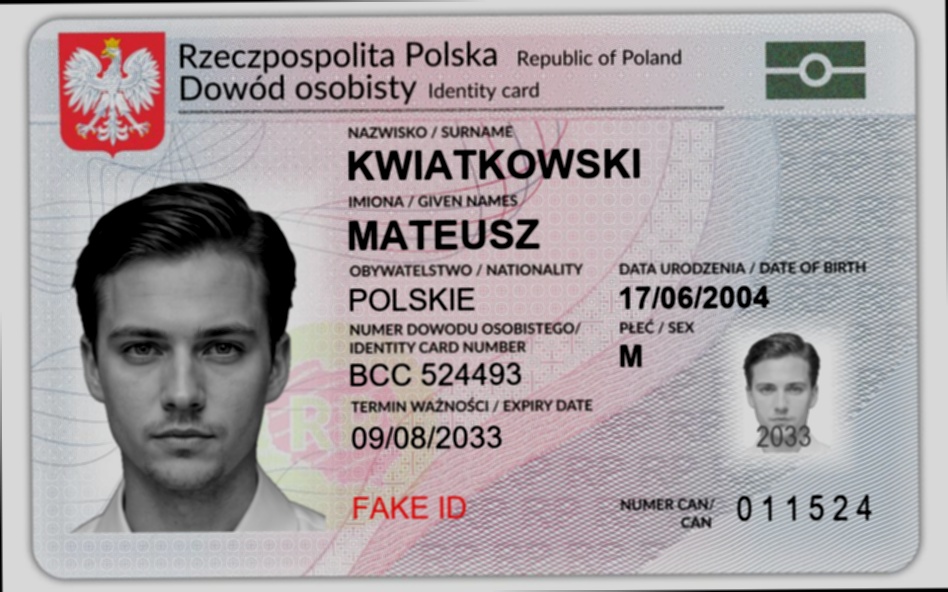 Rzeczpospolita Polska Republic of Poland
Dowód osobisty Identity card
NAZWISKO / SURNAME
KWIATKOWSKI
IMIONA / GIVEN NAMES
MATEUSZ
OBYWATELSTWO / NATIONALITY
POLSKIE
DATA URODZENIA / DATE OF BIRTH
17/06/2004
NUMER DOWODU OSOBISTEGO/
IDENTITY CARD NUMBER
BCC 524493
PŁEĆ / SEX
M
TERMIN WAŻNOŚCI / EXPIRY DATE
09/08/2033
2033
FAKE ID
NUMER CAN/
CAN
011524